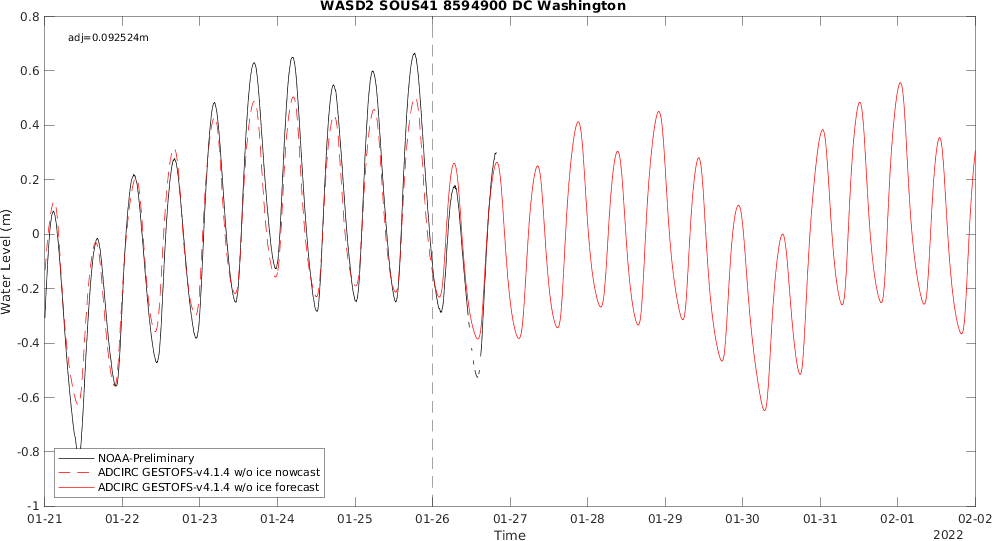 WASD2 SOUS41 8594900 DC Washington
adj=0.092524m
0.8
0.6
0.4
0.2
0
-0.2
-0.4
-0.6
-0.8
-1
Water Level (m)
NOAA-Preliminary
ADCIRC GESTOFS-v4.1.4 w/o ice nowcast
ADCIRC GESTOFS-v4.1.4 w/o ice forecast
01-21 01-22 01-23 01-24 01-25 01-26 01-27 01-28 01-29 01-30 01-31 02-01 02-02
Time
2022